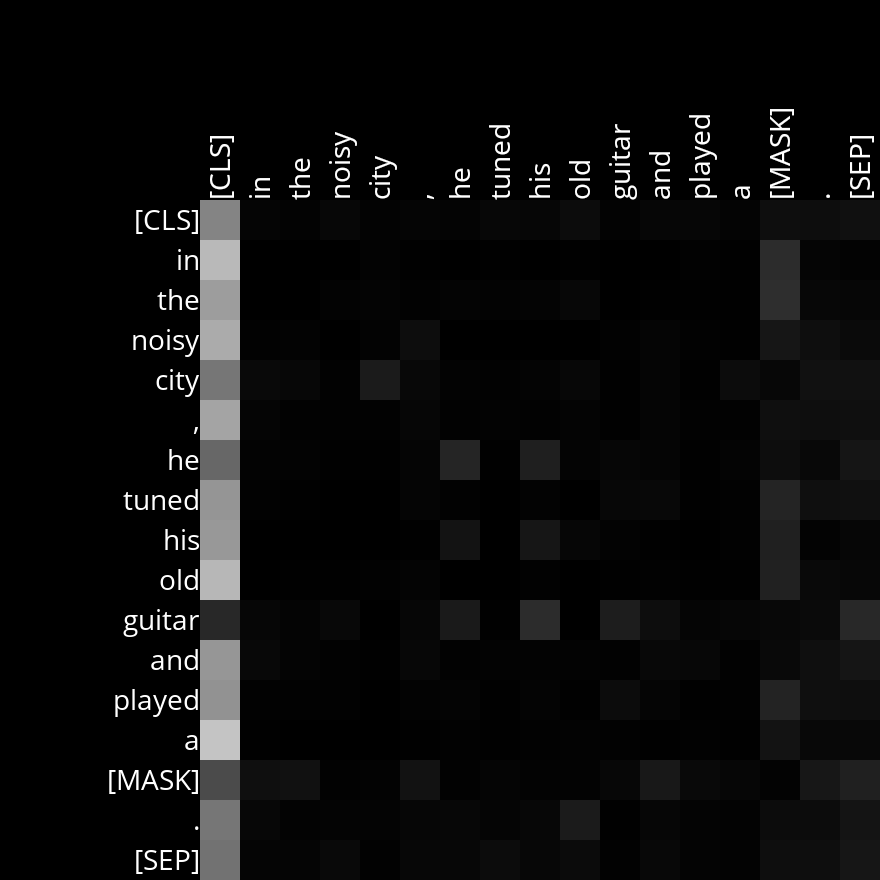 [CLS] in the noisy city , he tuned his old guitar and played a [MASK] . [SEP]
[CLS]
in
the
noisy
city
,
he
tuned
his
old
guitar
and
played
a
[MASK]
.
[SEP]